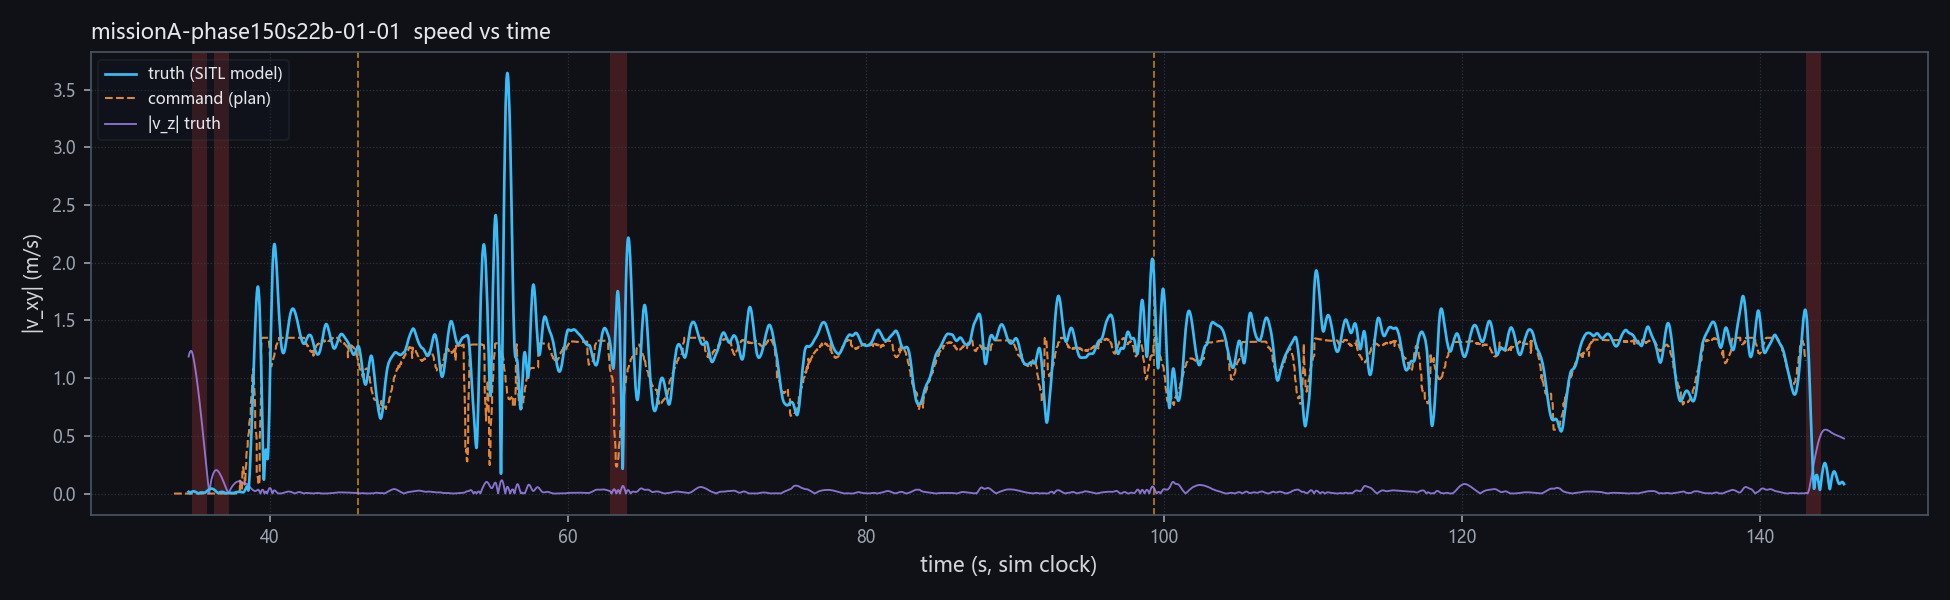 missionA-phase150s22b-01-01  speed vs time
truth (SITL model)
command (plan)
|v_z| truth
|v_xy| (m/s)
3.5
3.0
2.5
2.0
1.5
1.0
0.5
0.0
40
60
80
100
120
140
time (s, sim clock)